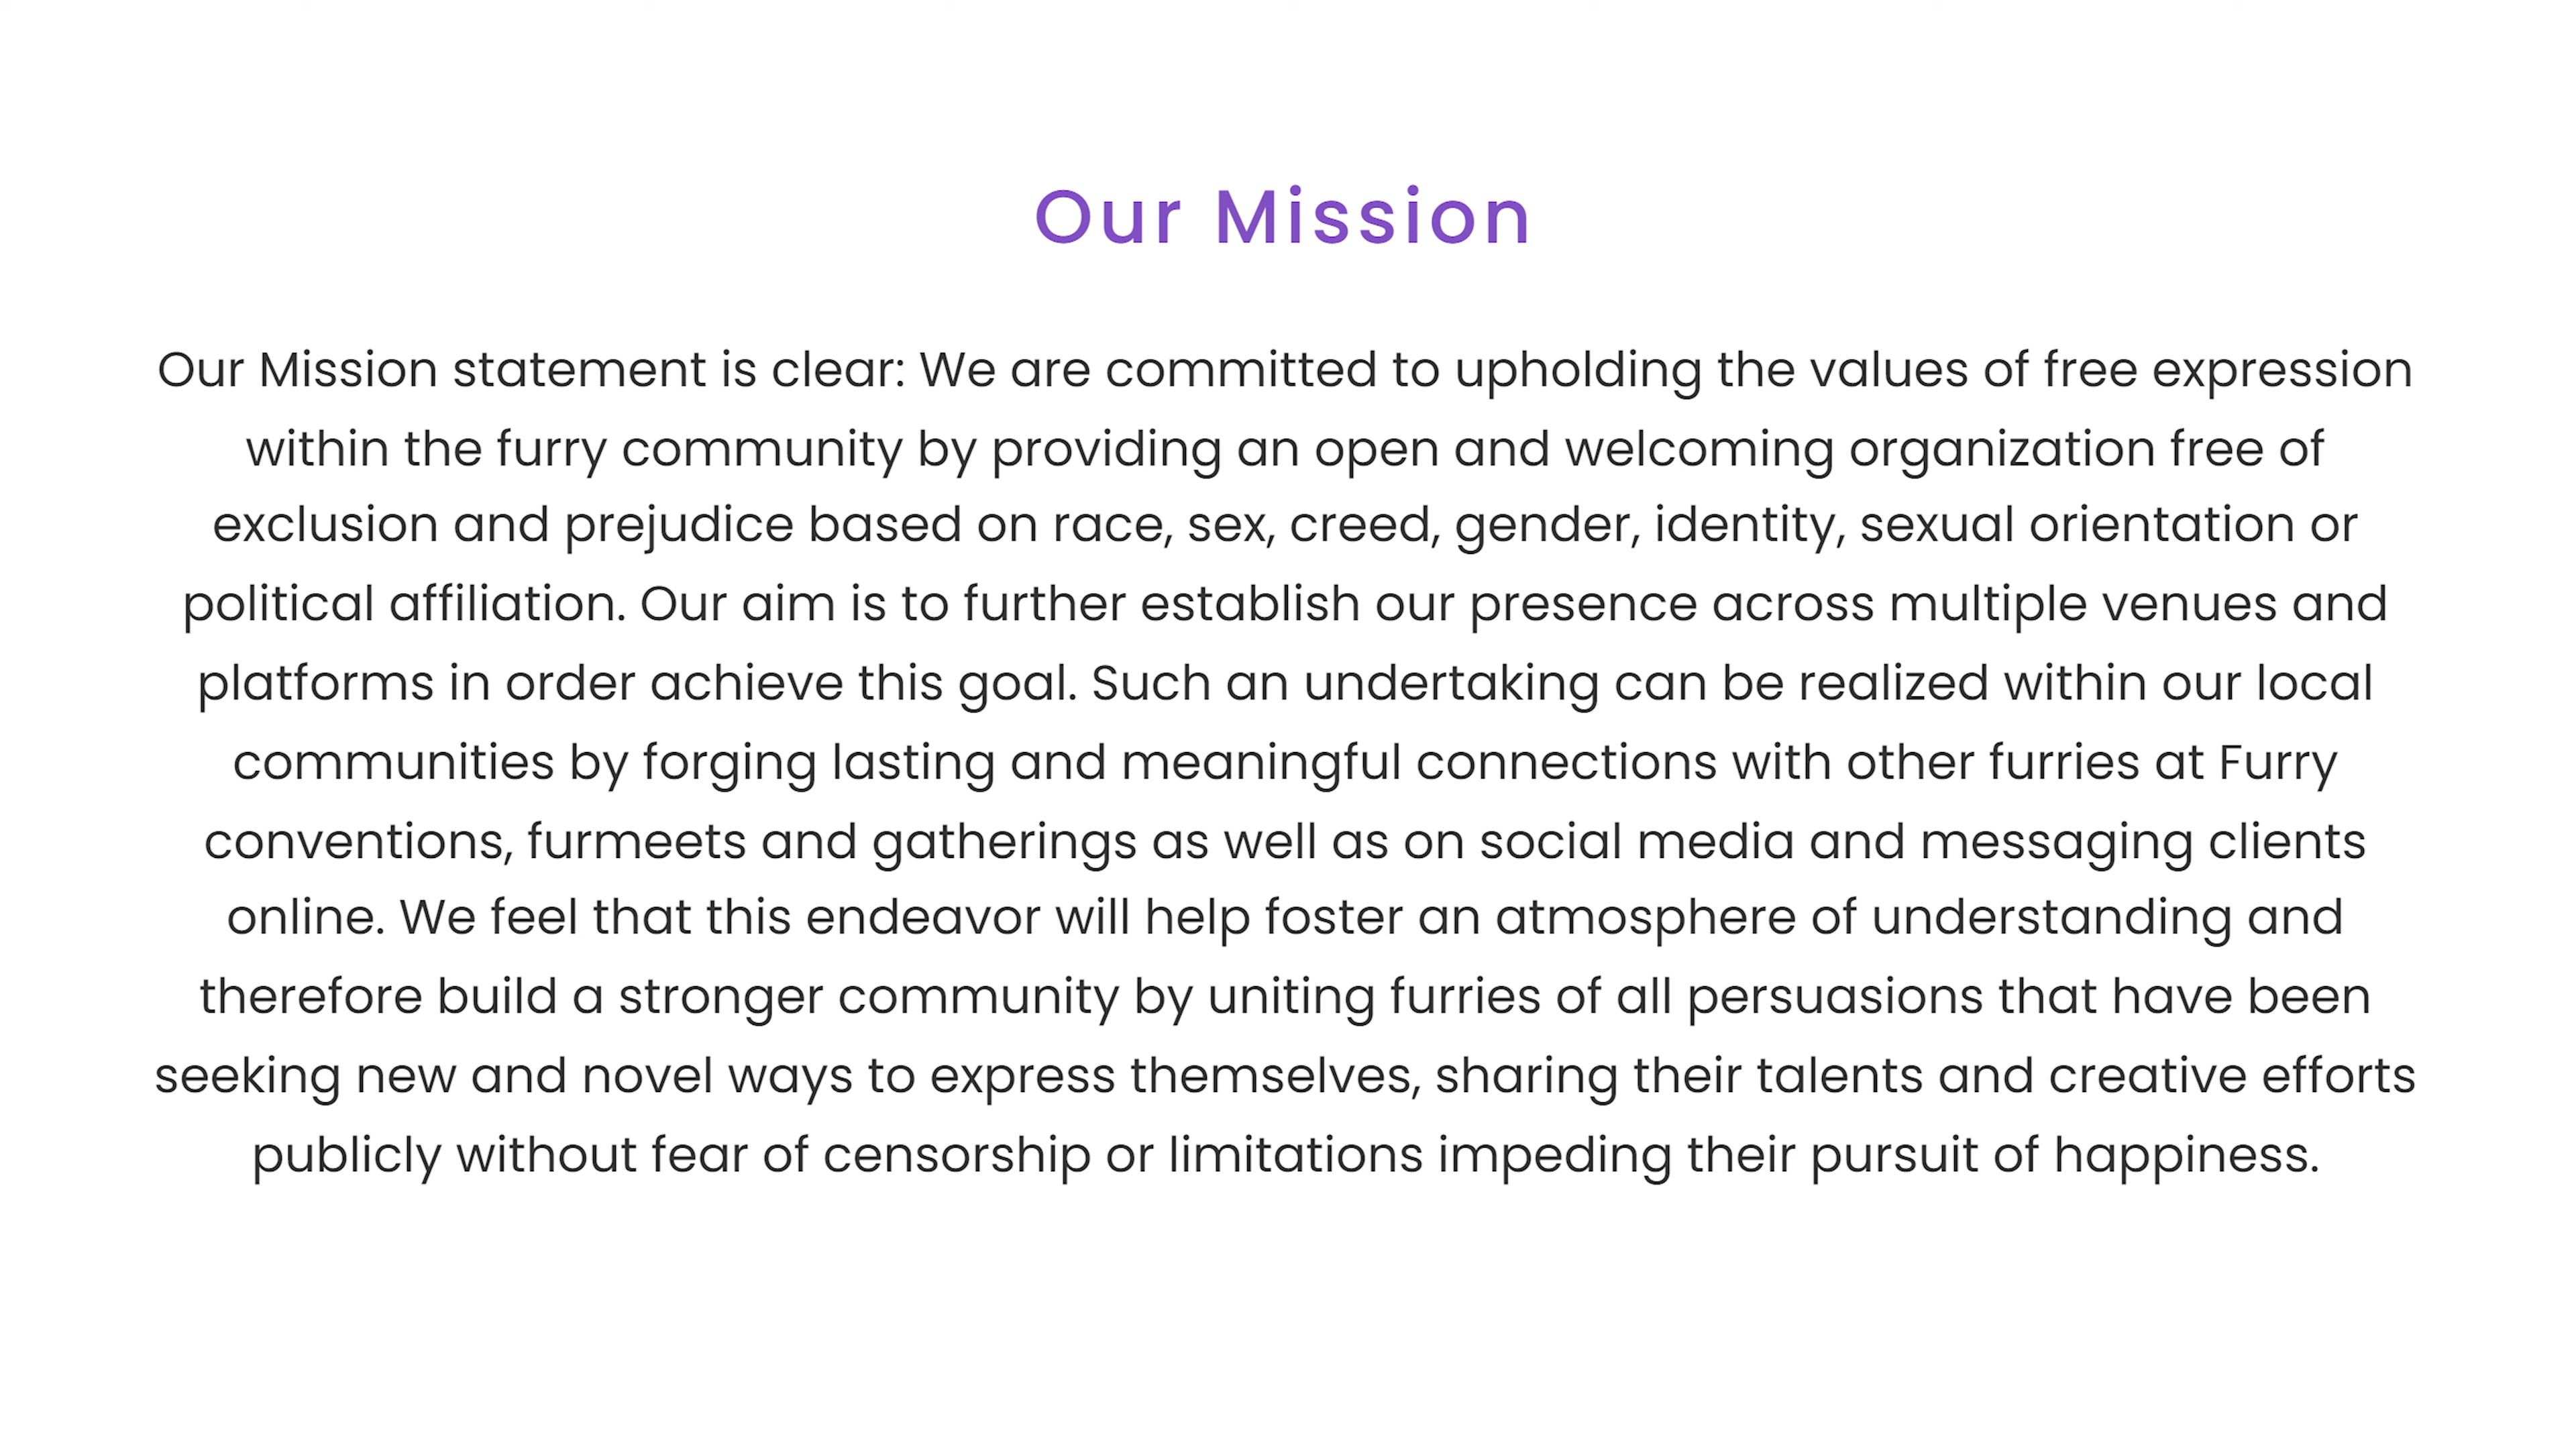 Our Mission
Our Mission statement is clear: We are committed to upholding the values of free expression
within the furry community by providing an open and welcoming organization free of
exclusion and prejudice based on race, sex, creed, gender, identity, sexual orientation or
political affiliation. Our aim is to further establish our presence across multiple venues and
platforms in order achieve this goal. Such an undertaking can be realized within our local
communities by forging lasting and meaningful connections with other furries at Furry
conventions, furmeets and gatherings as well as on social media and messaging clients
online. We feel that this endeavor will help foster an atmosphere of understanding and
therefore build a stronger community by uniting furries of all persuasions that have been
seeking new and novel ways to express themselves, sharing their talents and creative efforts
publicly without fear of censorship or limitations impeding their pursuit of happiness.